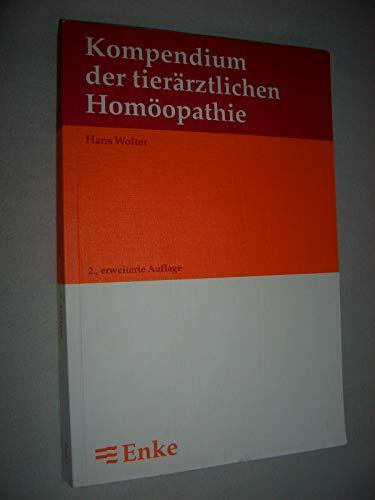 Kompendium
der tierärztlichen
Homöopathie
Hans Wolter
2., erweiterte Auflage
Enke